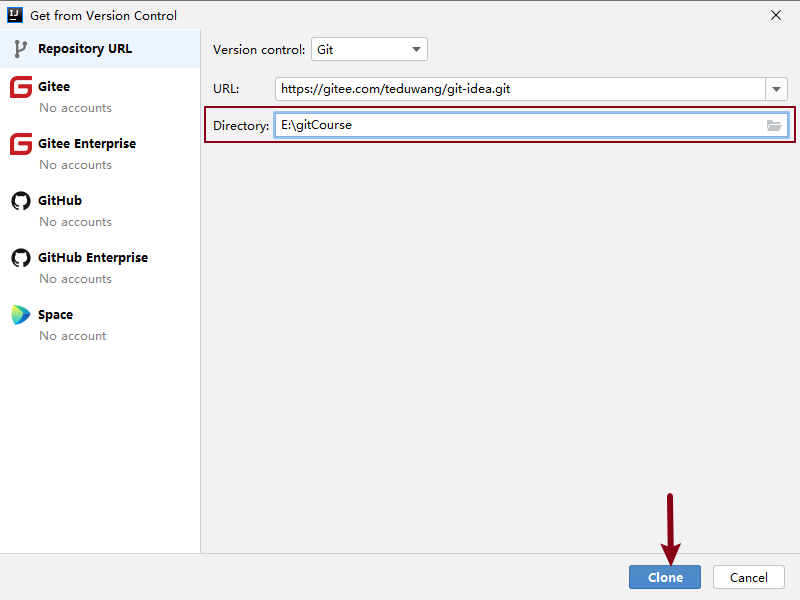 Get from Version Control
Repository URL
Gitee
No accounts
Gitee Enterprise
No accounts
GitHub
No accounts
GitHub Enterprise
No accounts
Space
No account
Version control: Git
URL: https://gitee.com/teduwang/git-idea.git
Directory: E:\gitCourse
Clone Cancel